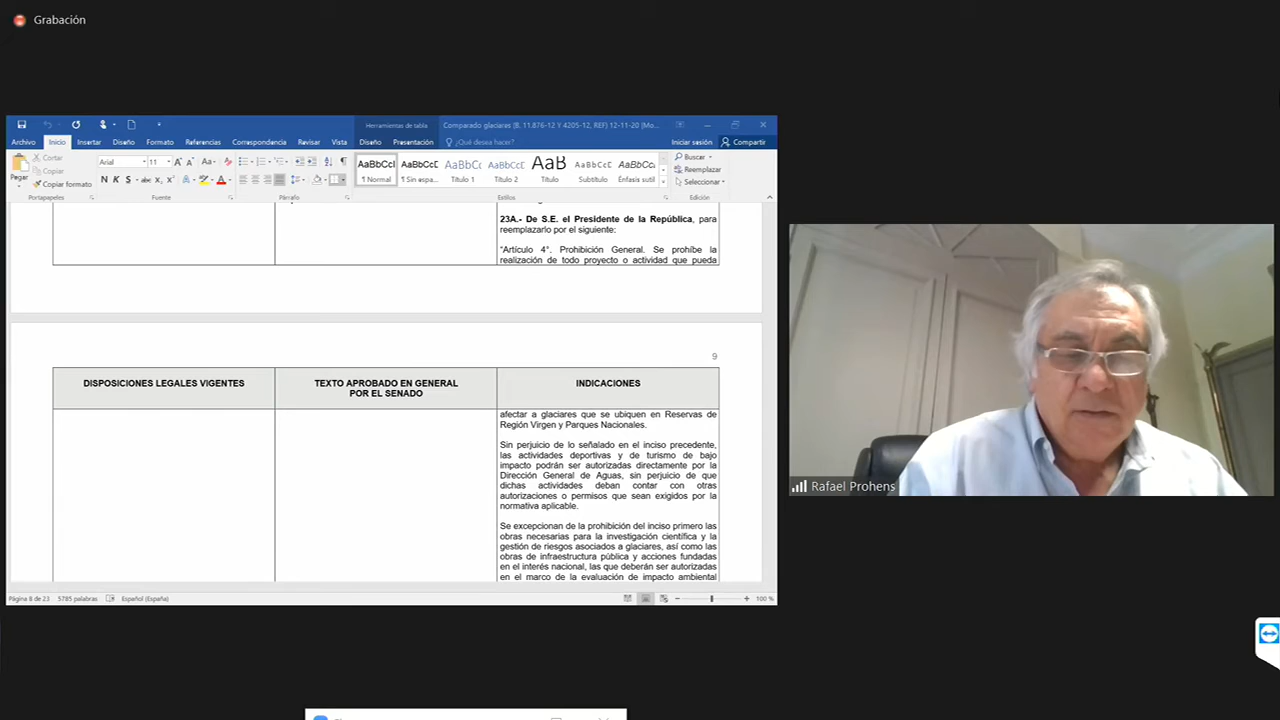 Grabación
Herramientas de tabla
Comparado glaciares (B. 11.876-12 Y 4205-12, REF) 12-11-20 (Mo...
Archivo
Inicio
Insertar
Diseño
Formato
Referencias
Correspondencia
Revisar
Vista
Diseño
Presentación
¿Qué desea hacer?
Iniciar sesión
Compartir
Pegar
Cortar
Copiar
Copiar formato
Portapapeles
Arial
11
N K S abc x₂ x²
Fuente
Párrafo
AaBbCcI
¶ Normal
AaBbCcD
¶ Sin espa...
AaBbCc
Título 1
AaBbCcE
Título 2
AaB
Título
AaBbCcD
Subtítulo
AaBbCc
Énfasis sutil
Estilos
Buscar
Reemplazar
Seleccionar
Edición
23A.- De S.E. el Presidente de la República, para
reemplazarlo por el siguiente:
"Artículo 4°. Prohibición General. Se prohíbe la
realización de todo proyecto o actividad que pueda
9
DISPOSICIONES LEGALES VIGENTES
TEXTO APROBADO EN GENERAL
POR EL SENADO
INDICACIONES
afectar a glaciares que se ubiquen en Reservas de
Región Virgen y Parques Nacionales.
Sin perjuicio de lo señalado en el inciso precedente,
las actividades deportivas y de turismo de bajo
impacto podrán ser autorizadas directamente por la
Dirección General de Aguas, sin perjuicio de que
dichas actividades deban contar con otras
autorizaciones o permisos que sean exigidos por la
normativa aplicable.
Se excepcionan de la prohibición del inciso primero las
obras necesarias para la investigación científica y la
gestión de riesgos asociados a glaciares, así como las
obras de infraestructura pública y acciones fundadas
en el interés nacional, las que deberán ser autorizadas
en el marco de la evaluación de impacto ambiental
Página 8 de 23
5785 palabras
Español (España)
100 %
Rafael Prohens